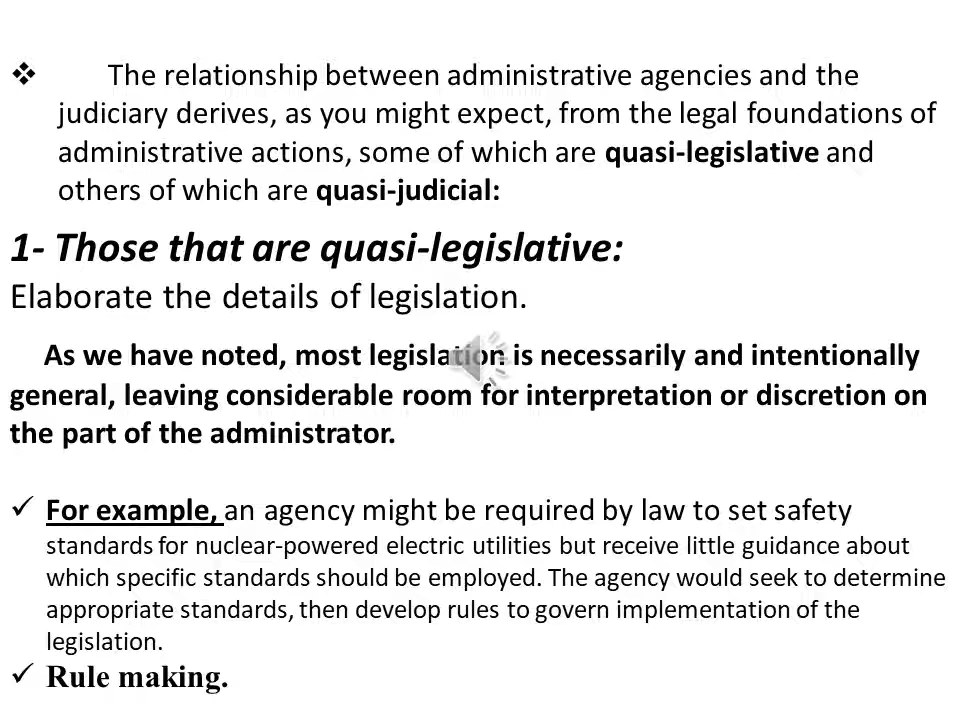 ❖ The relationship between administrative agencies and the
judiciary derives, as you might expect, from the legal foundations of
administrative actions, some of which are quasi-legislative and
others of which are quasi-judicial:
1- Those that are quasi-legislative:
Elaborate the details of legislation.
As we have noted, most legislation is necessarily and intentionally
general, leaving considerable room for interpretation or discretion on
the part of the administrator.
✓ For example, an agency might be required by law to set safety
standards for nuclear-powered electric utilities but receive little guidance about
which specific standards should be employed. The agency would seek to determine
appropriate standards, then develop rules to govern implementation of the
legislation.
✓ Rule making.